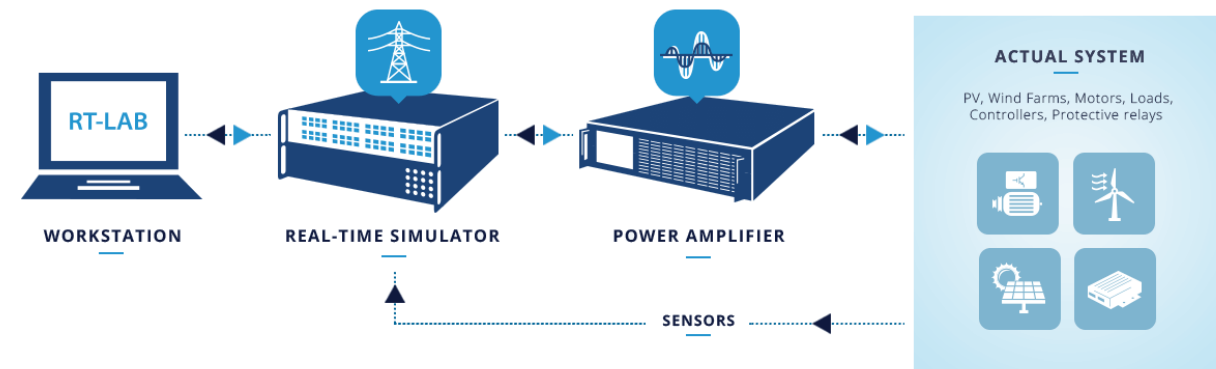 RT-LAB
WORKSTATION
REAL-TIME SIMULATOR
POWER AMPLIFIER
SENSORS
ACTUAL SYSTEM
PV, Wind Farms, Motors, Loads,
Controllers, Protective relays